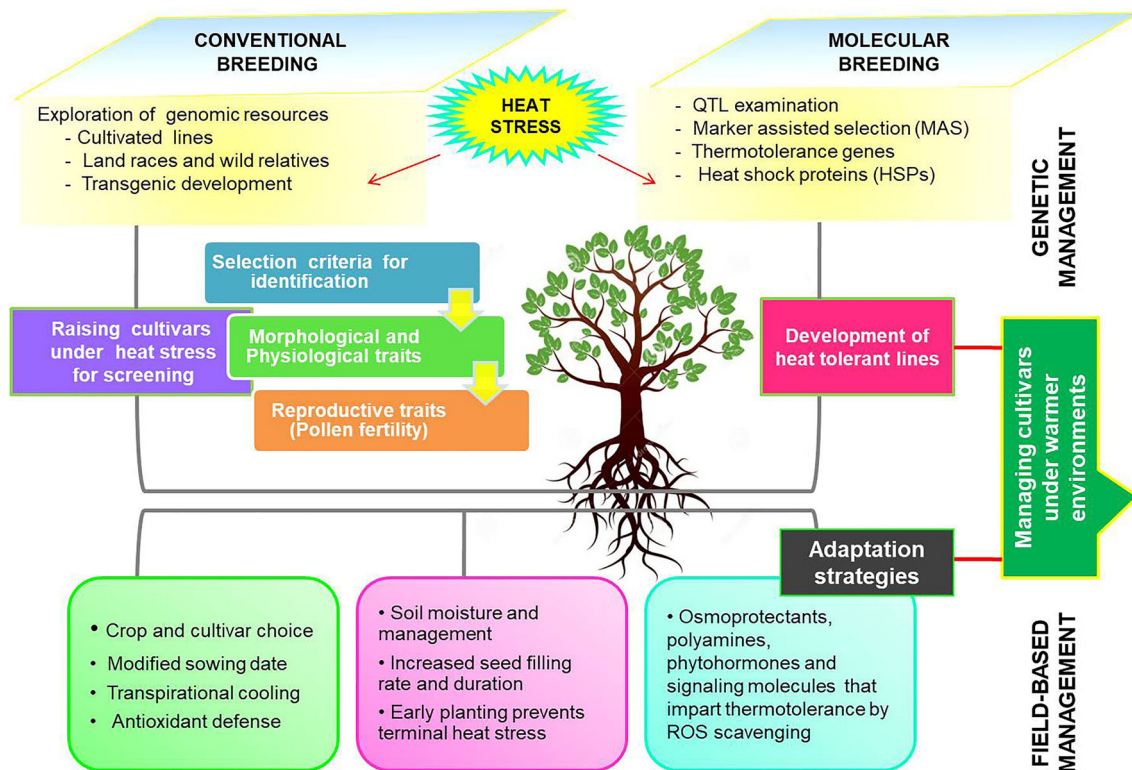 CONVENTIONAL
BREEDING
Exploration of genomic resources
- Cultivated lines
- Land races and wild relatives
- Transgenic development
HEAT
STRESS
MOLECULAR
BREEDING
- QTL examination
- Marker assisted selection (MAS)
- Thermotolerance genes
- Heat shock proteins (HSPs)
GENETIC
MANAGEMENT
Selection criteria for
identification
Raising cultivars
under heat stress
for screening
Morphological and
Physiological traits
Reproductive traits
(Pollen fertility)
Development of
heat tolerant lines
Managing cultivars
under warmer
environments
Adaptation
strategies
• Crop and cultivar choice
• Modified sowing date
• Transpirational cooling
• Antioxidant defense
• Soil moisture and
management
• Increased seed filling
rate and duration
• Early planting prevents
terminal heat stress
• Osmoprotectants,
polyamines,
phytohormones and
signaling molecules that
impart thermotolerance by
ROS scavenging
FIELD-BASED
MANAGEMENT